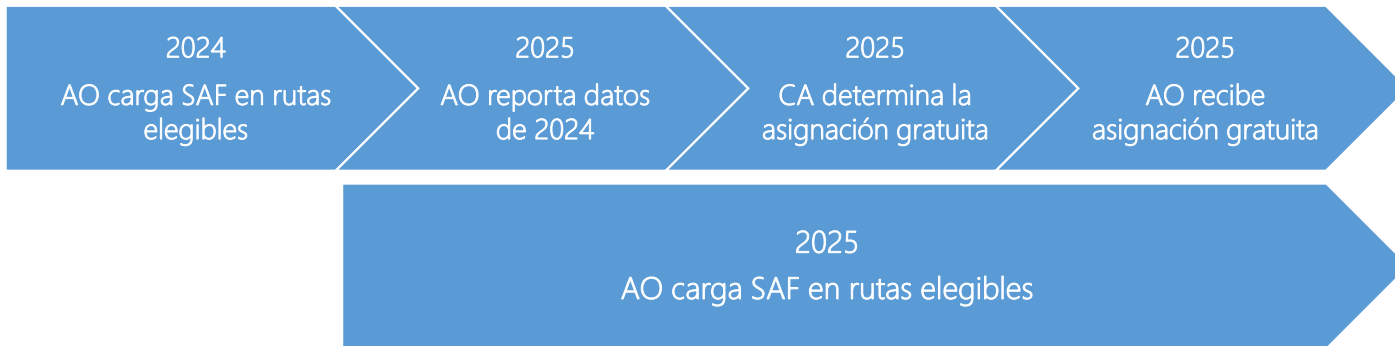 2024
AO carga SAF en rutas
elegibles
2025
AO reporta datos
de 2024
2025
CA determina la
asignación gratuita
2025
AO recibe
asignación gratuita
2025
AO carga SAF en rutas elegibles